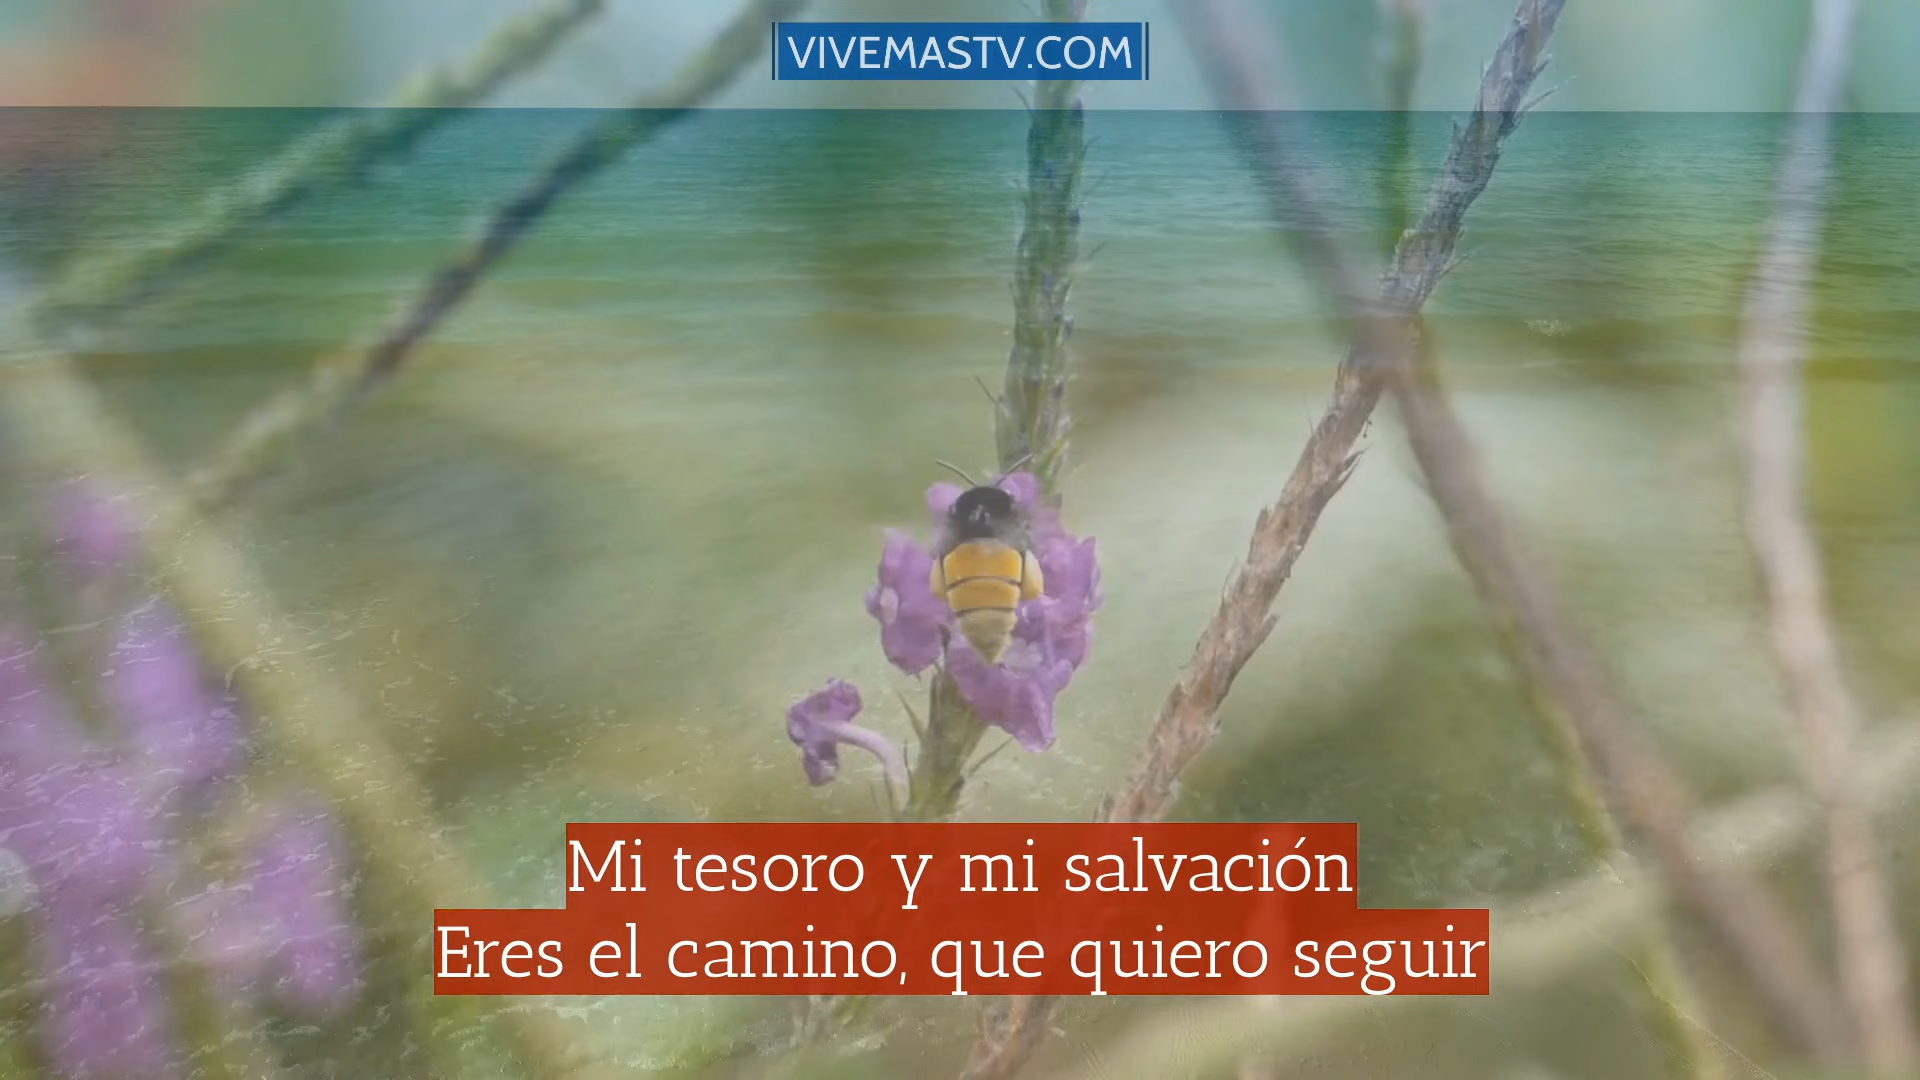 VIVEMASTV.COM
Mi tesoro y mi salvación
Eres el camino, que quiero seguir